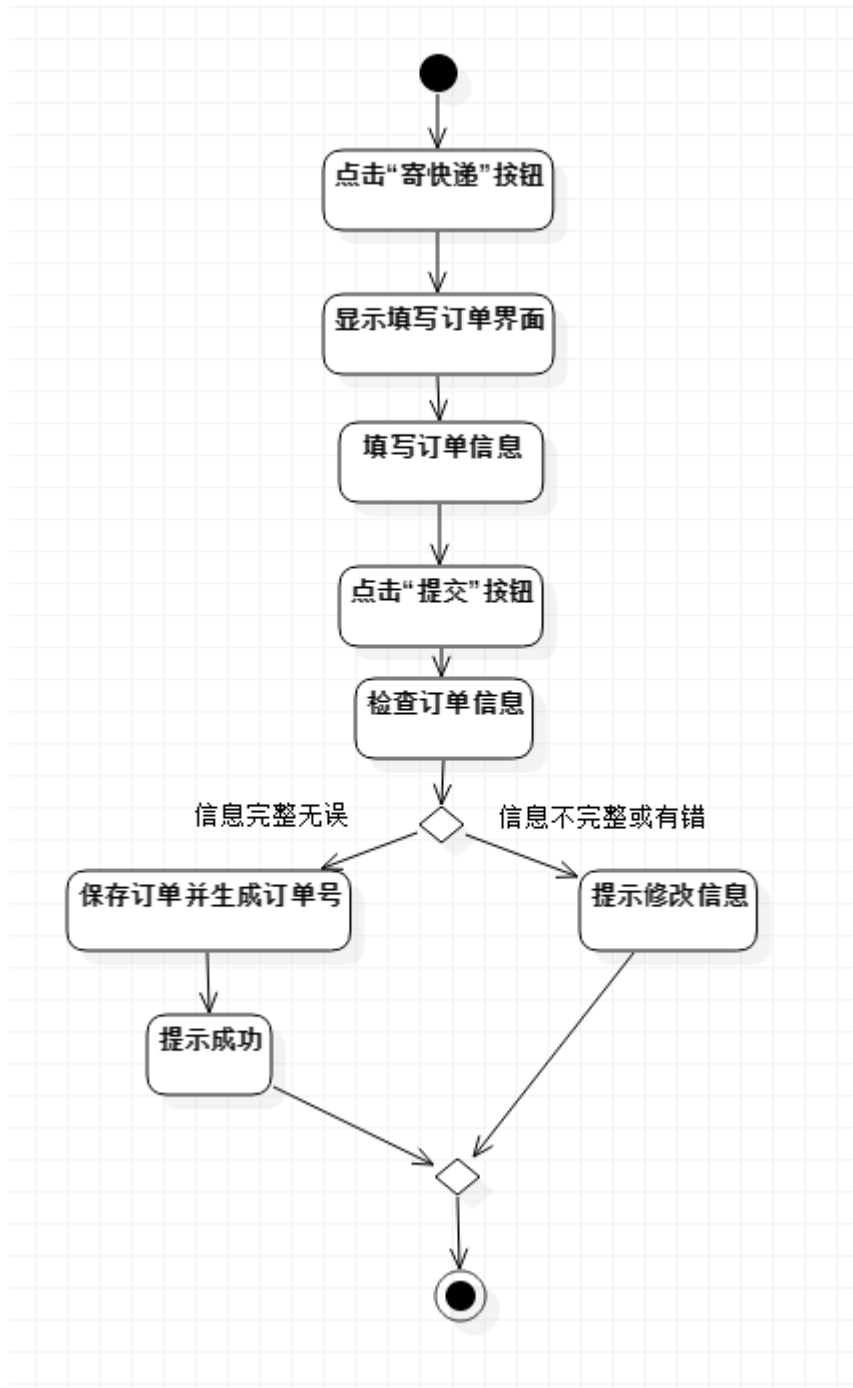 点击“寄快递”按钮
显示填写订单界面
填写订单信息
点击“提交”按钮
检查订单信息
信息完整无误
信息不完整或有错
保存订单并生成订单号
提示修改信息
提示成功